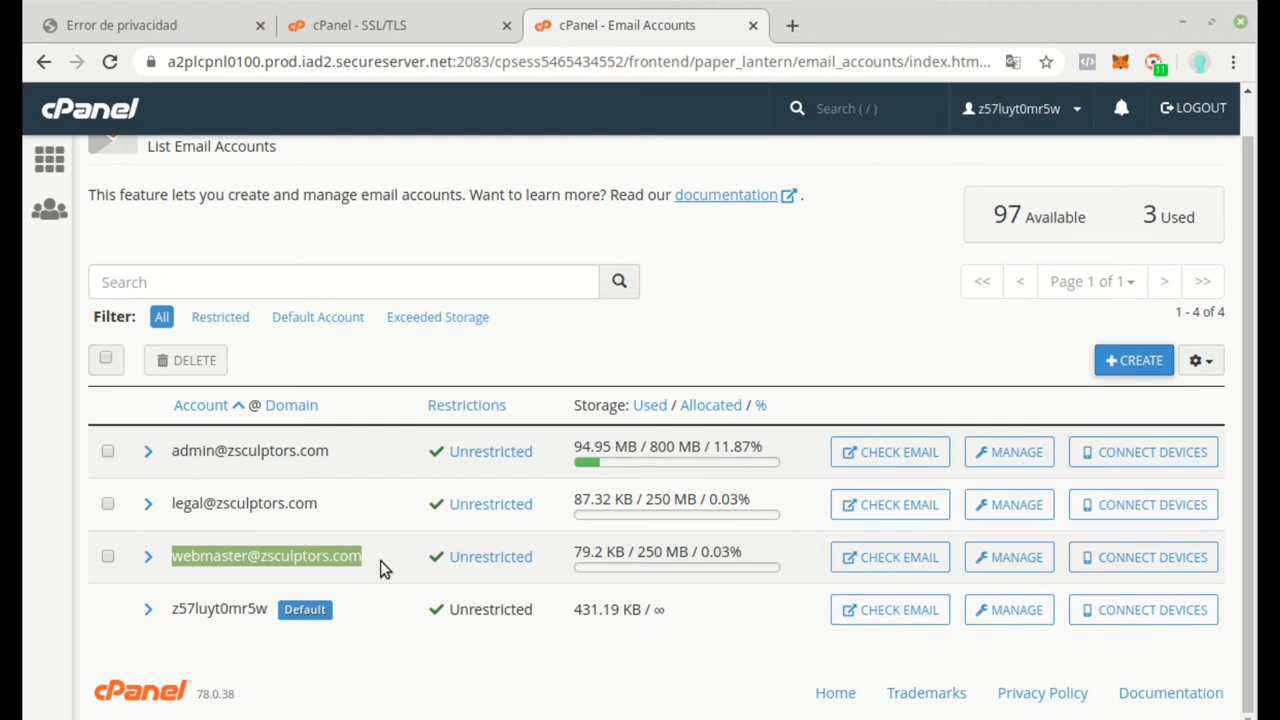 Error de privacidad
cPanel - SSL/TLS
cPanel - Email Accounts
a2plcpnl0100.prod.iad2.secureserver.net:2083/cpsess5465434552/frontend/paper_lantern/email_accounts/index.htm...
11
cPanel
Search ( / )
z57luyt0mr5w
LOGOUT
List Email Accounts
This feature lets you create and manage email accounts. Want to learn more? Read our documentation .
97 Available 3 Used
Search
<< < Page 1 of 1 > >>
Filter: All Restricted Default Account Exceeded Storage
1 - 4 of 4
DELETE
+ CREATE
Account @ Domain Restrictions Storage: Used / Allocated / %
admin@zsculptors.com Unrestricted 94.95 MB / 800 MB / 11.87% CHECK EMAIL MANAGE CONNECT DEVICES
legal@zsculptors.com Unrestricted 87.32 KB / 250 MB / 0.03% CHECK EMAIL MANAGE CONNECT DEVICES
webmaster@zsculptors.com Unrestricted 79.2 KB / 250 MB / 0.03% CHECK EMAIL MANAGE CONNECT DEVICES
z57luyt0mr5w Default Unrestricted 431.19 KB / ∞ CHECK EMAIL MANAGE CONNECT DEVICES
cPanel 78.0.38
Home Trademarks Privacy Policy Documentation